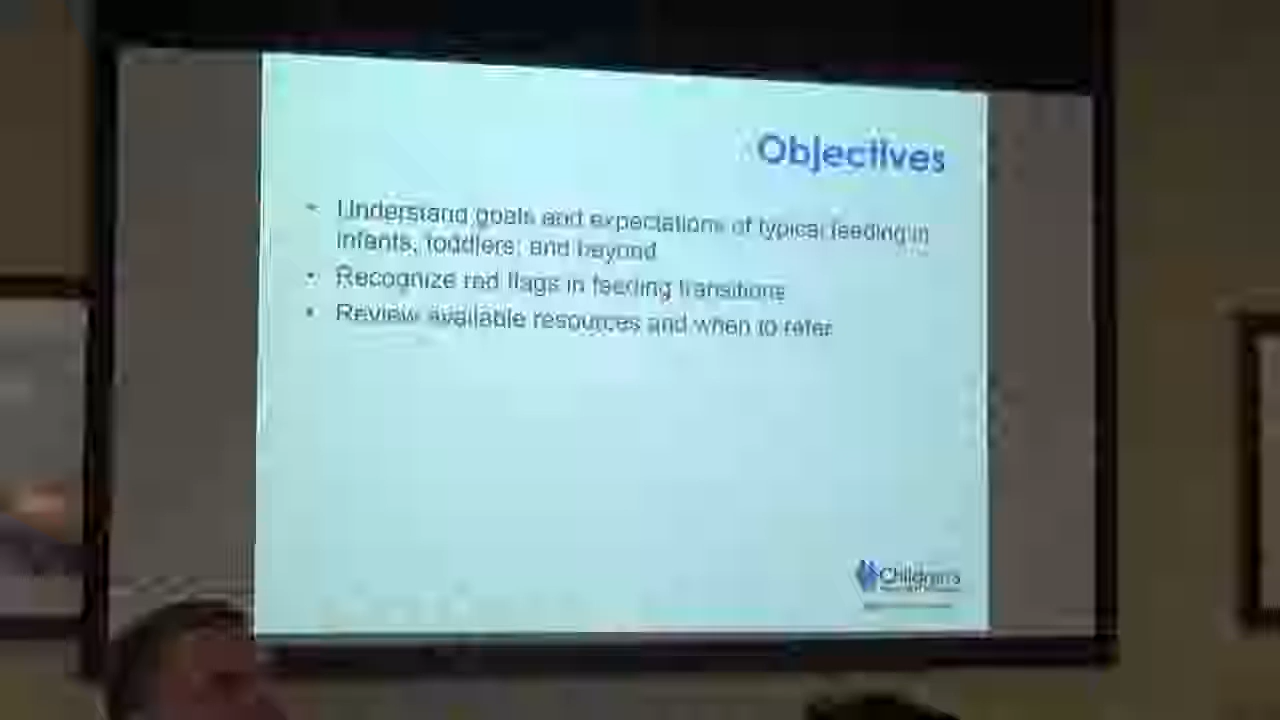 Objectives
• Understand goals and expectations of typical feeding in
infants, toddlers, and beyond
• Recognize red flags in feeding transitions
• Review available resources and when to refer
Children's